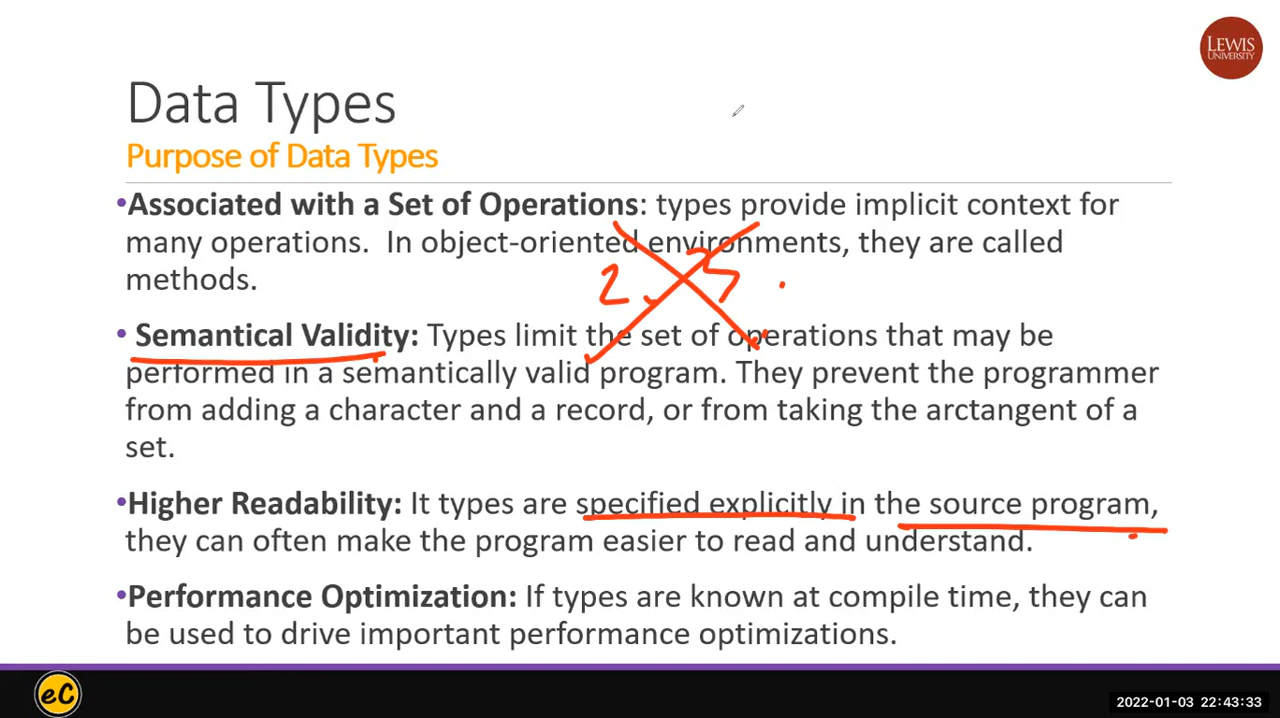 LEWIS
UNIVERSITY
Data Types
Purpose of Data Types
•Associated with a Set of Operations: types provide implicit context for
many operations. In object-oriented environments, they are called
methods.
2. 3
• Semantical Validity: Types limit the set of operations that may be
performed in a semantically valid program. They prevent the programmer
from adding a character and a record, or from taking the arctangent of a
set.
•Higher Readability: It types are specified explicitly in the source program,
they can often make the program easier to read and understand.
•Performance Optimization: If types are known at compile time, they can
be used to drive important performance optimizations.
eC
2022-01-03 22:43:33